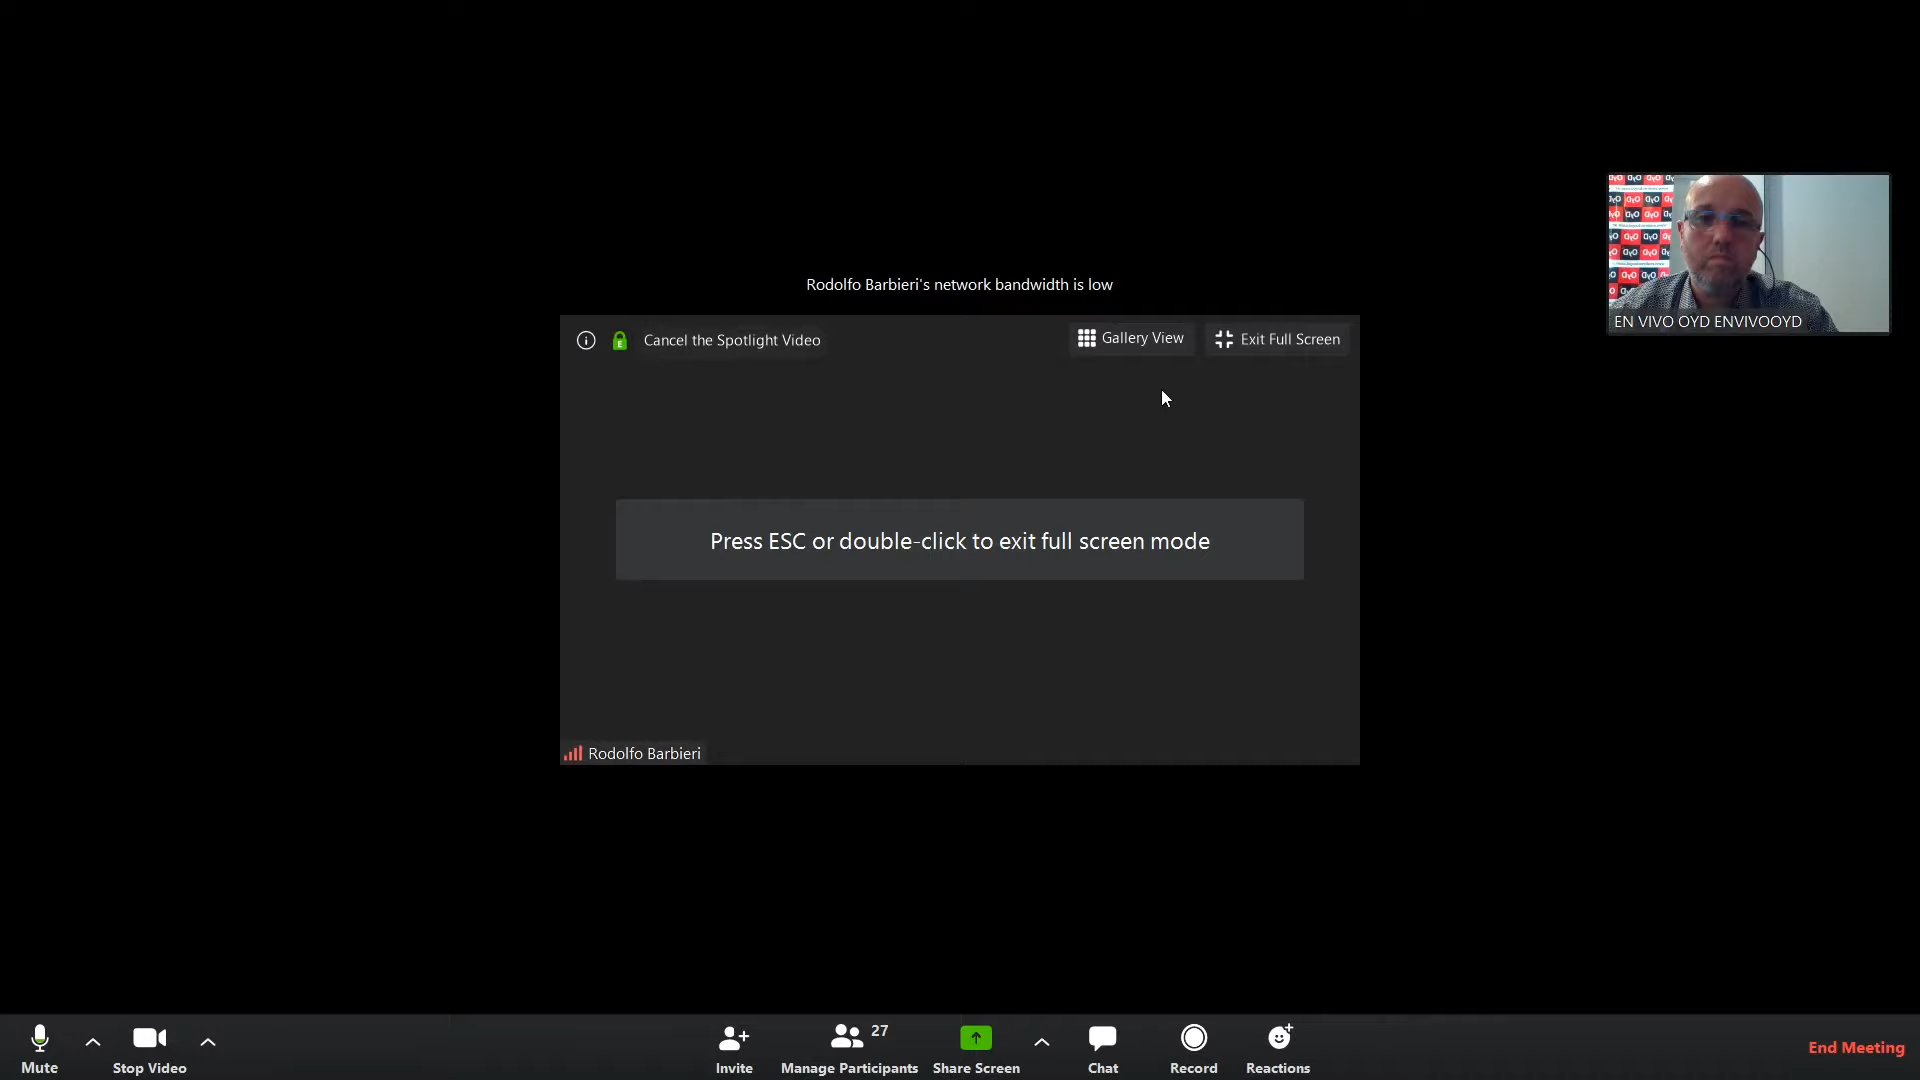 Rodolfo Barbieri's network bandwidth is low
Cancel the Spotlight Video
Gallery View
Exit Full Screen
EN VIVO OYD ENVIVOOYD
Press ESC or double-click to exit full screen mode
Rodolfo Barbieri
Mute
Stop Video
Invite
27
Manage Participants
Share Screen
Chat
Record
Reactions
End Meeting